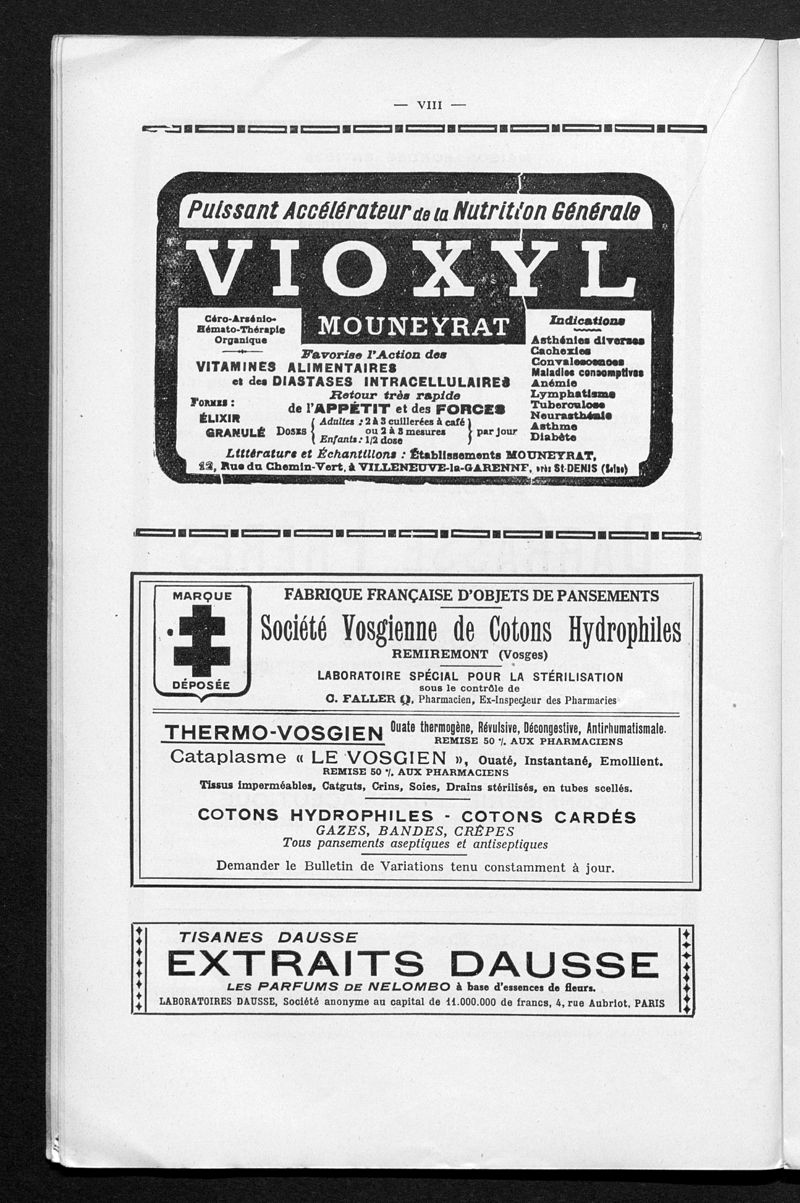 — VIII —
Puissant Accélérateur de la Nutrition Générale
VIOXYL
MOUNEYRAT
Céro-Arsénio-
Hémato-Thérapie
Organique
Favorise l'Action des
VITAMINES ALIMENTAIRES
et des DIASTASES INTRACELLULAIRES
Retour très rapide
de l'APPÉTIT et des FORCES
FORMES :
ÉLIXIR
GRANULÉ
DOSES
Adultes : 2 à 3 cuillerées à café
ou 2 à 3 mesures
Enfants : 1/2 dose
par jour
Indications
Asthénies diverses
Cachexies
Convalescences
Maladies consomptives
Anémie
Lymphatisme
Tuberculose
Neurasthénie
Asthme
Diabète
Littérature et Échantillons : Établissements MOUNEYRAT,
12, Rue du Chemin-Vert, à VILLENEUVE-la-GARENNE, près St-DENIS (Seine)
MARQUE
DÉPOSÉE
FABRIQUE FRANÇAISE D'OBJETS DE PANSEMENTS
Société Vosgienne de Cotons Hydrophiles
REMIREMONT (Vosges)
LABORATOIRE SPÉCIAL POUR LA STÉRILISATION
sous le contrôle de
C. FALLER, Pharmacien, Ex-Inspecteur des Pharmacies
THERMO-VOSGIEN Ouate thermogène, Révulsive, Décongestive, Antirhumatismale.
REMISE 50 % AUX PHARMACIENS
Cataplasme « LE VOSGIEN », Ouaté, Instantané, Emollient.
REMISE 50 % AUX PHARMACIENS
Tissus imperméables, Catguts, Crins, Soies, Drains stérilisés, en tubes scellés.
COTONS HYDROPHILES - COTONS CARDÉS
GAZES, BANDES, CRÊPES
Tous pansements aseptiques et antiseptiques
Demander le Bulletin de Variations tenu constamment à jour.
TISANES DAUSSE
EXTRAITS DAUSSE
LES PARFUMS DE NELOMBO à base d'essences de fleurs.
LABORATOIRES DAUSSE, Société anonyme au capital de 11.000.000 de francs, 4, rue Aubriot, PARIS